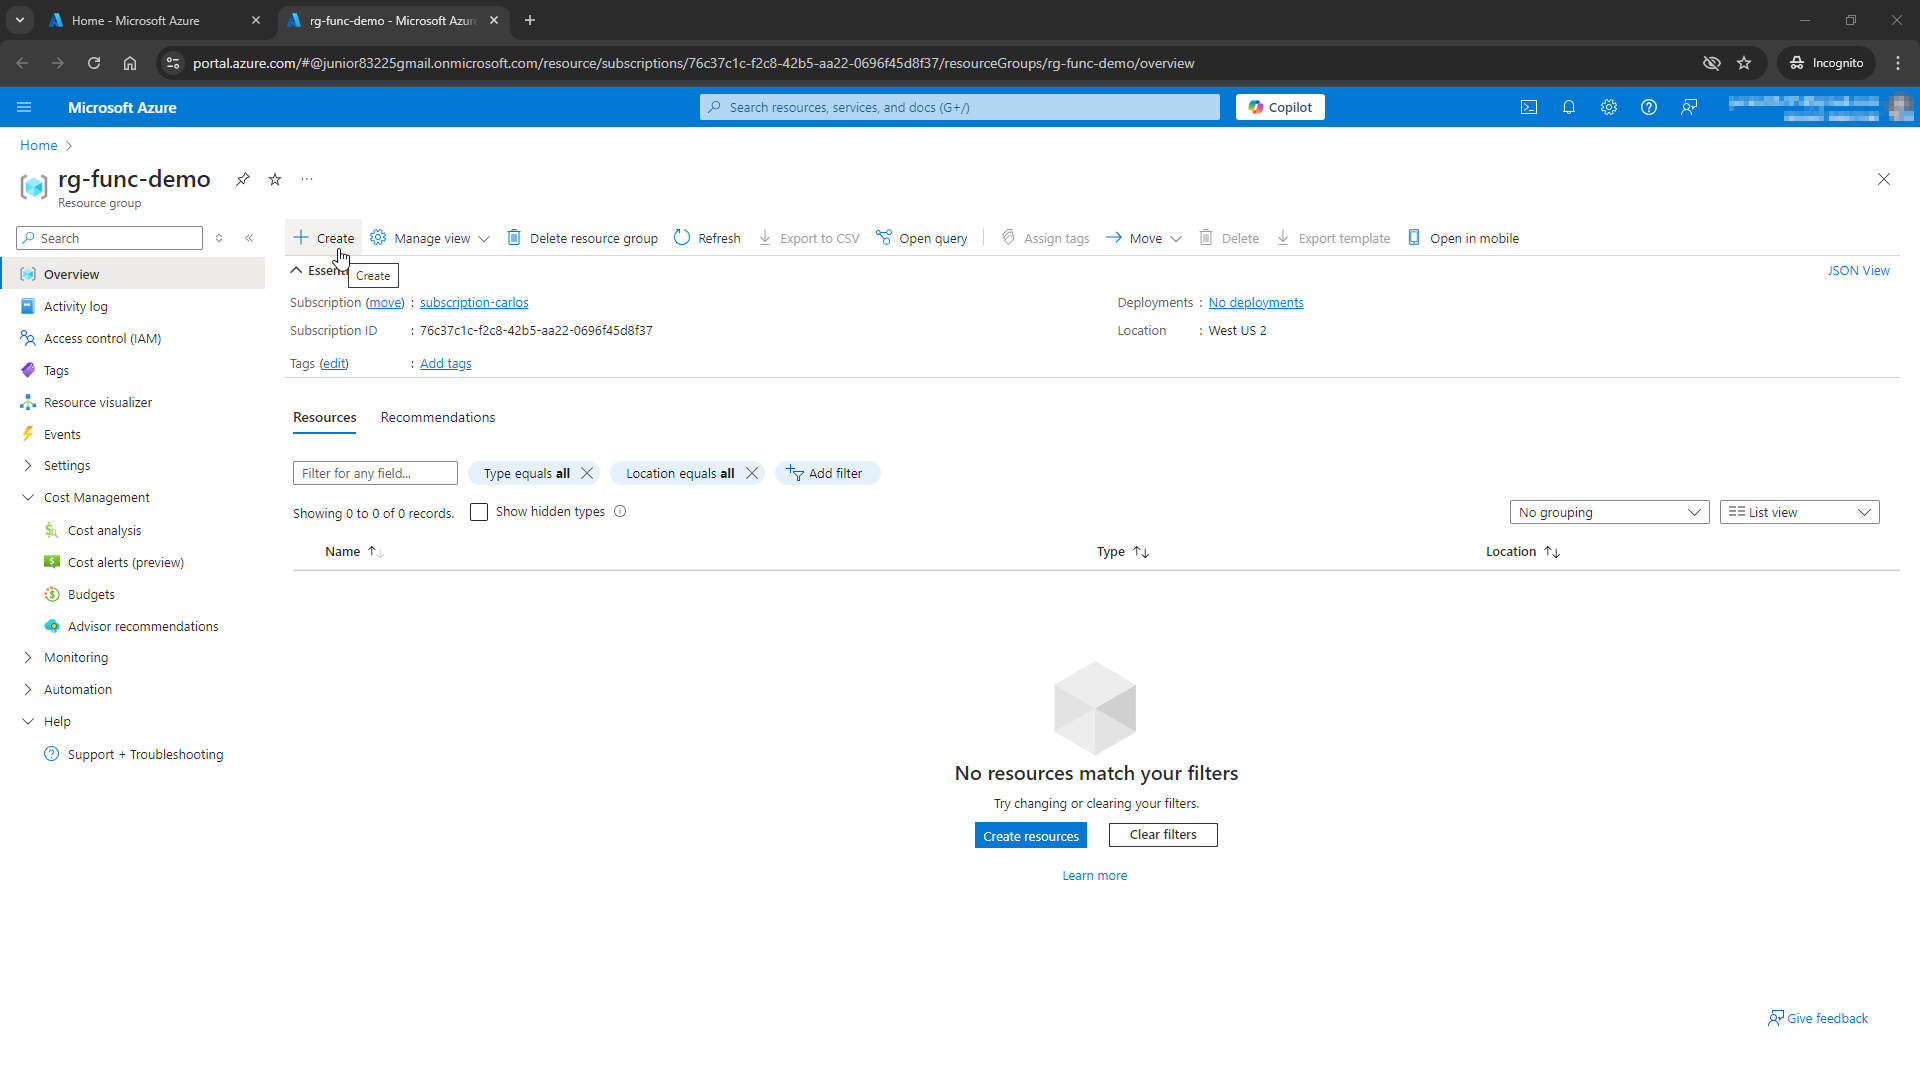 Home - Microsoft Azure
rg-func-demo - Microsoft Azure
portal.azure.com/#@junior83225gmail.onmicrosoft.com/resource/subscriptions/76c37c1c-f2c8-42b5-aa22-0696f45d8f37/resourceGroups/rg-func-demo/overview
Incognito
Microsoft Azure
Search resources, services, and docs (G+/)
Copilot
Home
rg-func-demo
Resource group
Search
Create
Manage view
Delete resource group
Refresh
Export to CSV
Open query
Assign tags
Move
Delete
Export template
Open in mobile
Overview
Activity log
Access control (IAM)
Tags
Resource visualizer
Events
Settings
Cost Management
Cost analysis
Cost alerts (preview)
Budgets
Advisor recommendations
Monitoring
Automation
Help
Support + Troubleshooting
Essenti
Create
JSON View
Subscription (move) : subscription-carlos
Deployments : No deployments
Subscription ID : 76c37c1c-f2c8-42b5-aa22-0696f45d8f37
Location : West US 2
Tags (edit) : Add tags
Resources
Recommendations
Filter for any field...
Type equals all
Location equals all
Add filter
Showing 0 to 0 of 0 records.
Show hidden types
No grouping
List view
Name
Type
Location
No resources match your filters
Try changing or clearing your filters.
Create resources
Clear filters
Learn more
Give feedback